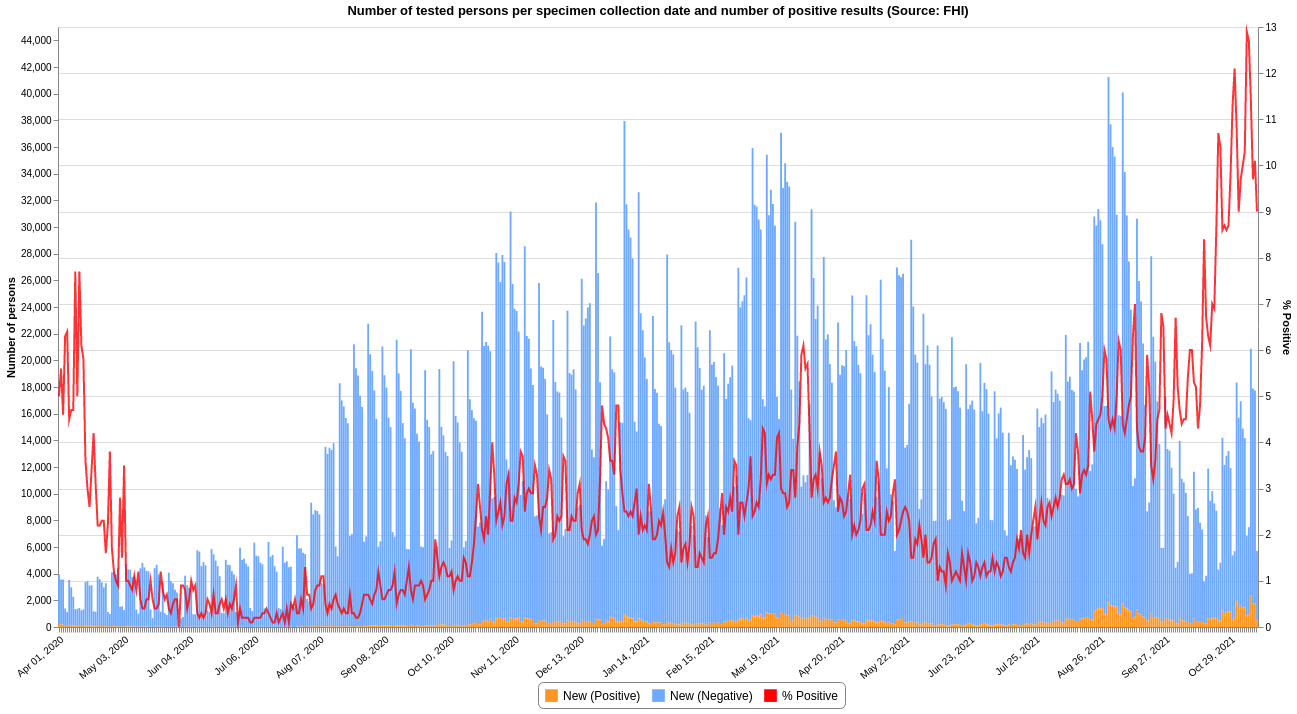 Number of tested persons per specimen collection date and number of positive results (Source: FHI)
44,000
42,000
40,000
38,000
36,000
34,000
32,000
30,000
28,000
26,000
24,000
22,000
20,000
18,000
16,000
14,000
12,000
10,000
8,000
6,000
4,000
2,000
0
Number of persons
13
12
11
10
9
8
7
6
5
4
3
2
1
0
% Positive
Apr 01, 2020
May 03, 2020
Jun 04, 2020
Jul 06, 2020
Aug 07, 2020
Sep 08, 2020
Oct 10, 2020
Nov 11, 2020
Dec 13, 2020
Jan 14, 2021
Feb 15, 2021
Mar 19, 2021
Apr 20, 2021
May 22, 2021
Jun 23, 2021
Jul 25, 2021
Aug 26, 2021
Sep 27, 2021
Oct 29, 2021
New (Positive) New (Negative) % Positive